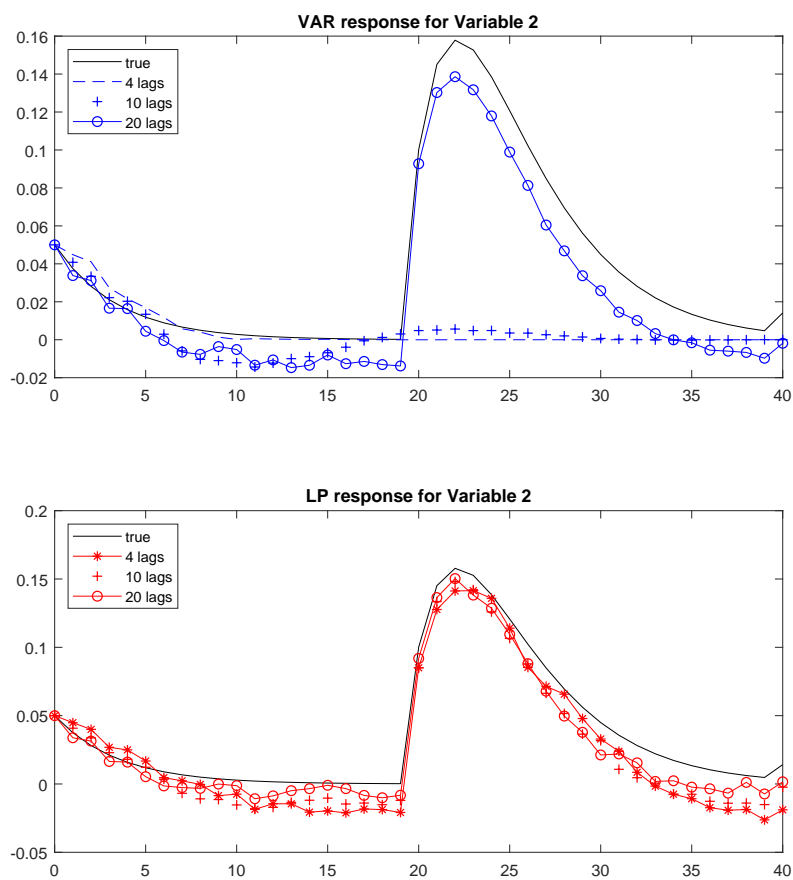 VAR response for Variable 2
0.16
0.14
0.12
0.1
0.08
0.06
0.04
0.02
0
-0.02
true
4 lags
10 lags
20 lags
0 5 10 15 20 25 30 35 40
LP response for Variable 2
0.2
0.15
0.1
0.05
0
-0.05
true
4 lags
10 lags
20 lags
0 5 10 15 20 25 30 35 40